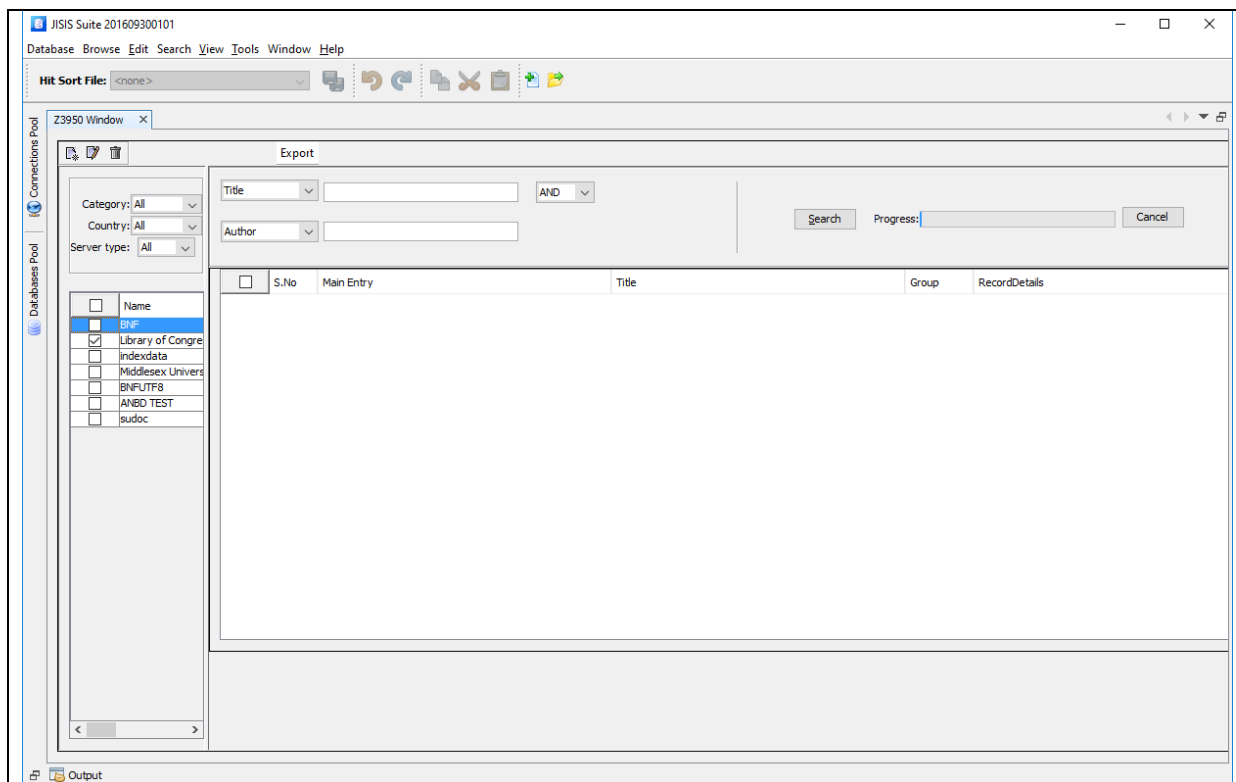 JISIS Suite 201609300101
Database Browse Edit Search View Tools Window Help
Hit Sort File: <none>
Connections Pool
Databases Pool
Z3950 Window X
Export
Category: All
Country: All
Server type: All
Title AND
Author
Search Progress: Cancel
Name
BNF
Library of Congre
indexdata
Middlesex Univers
BNFUTF8
ANBD TEST
sudoc
S.No Main Entry Title Group RecordDetails
Output